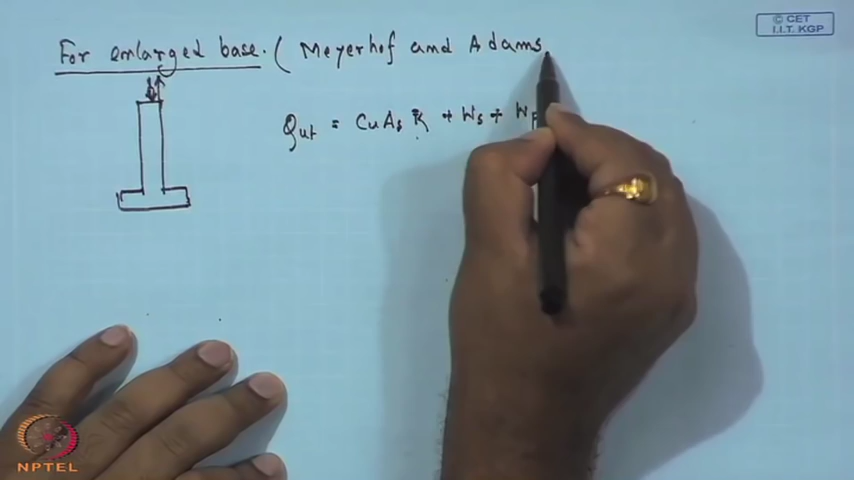 © CET
I.I.T. KGP
For enlarged base. ( Meyerhof and Adams
Qut = CuAs K + Ws + WP
NPTEL